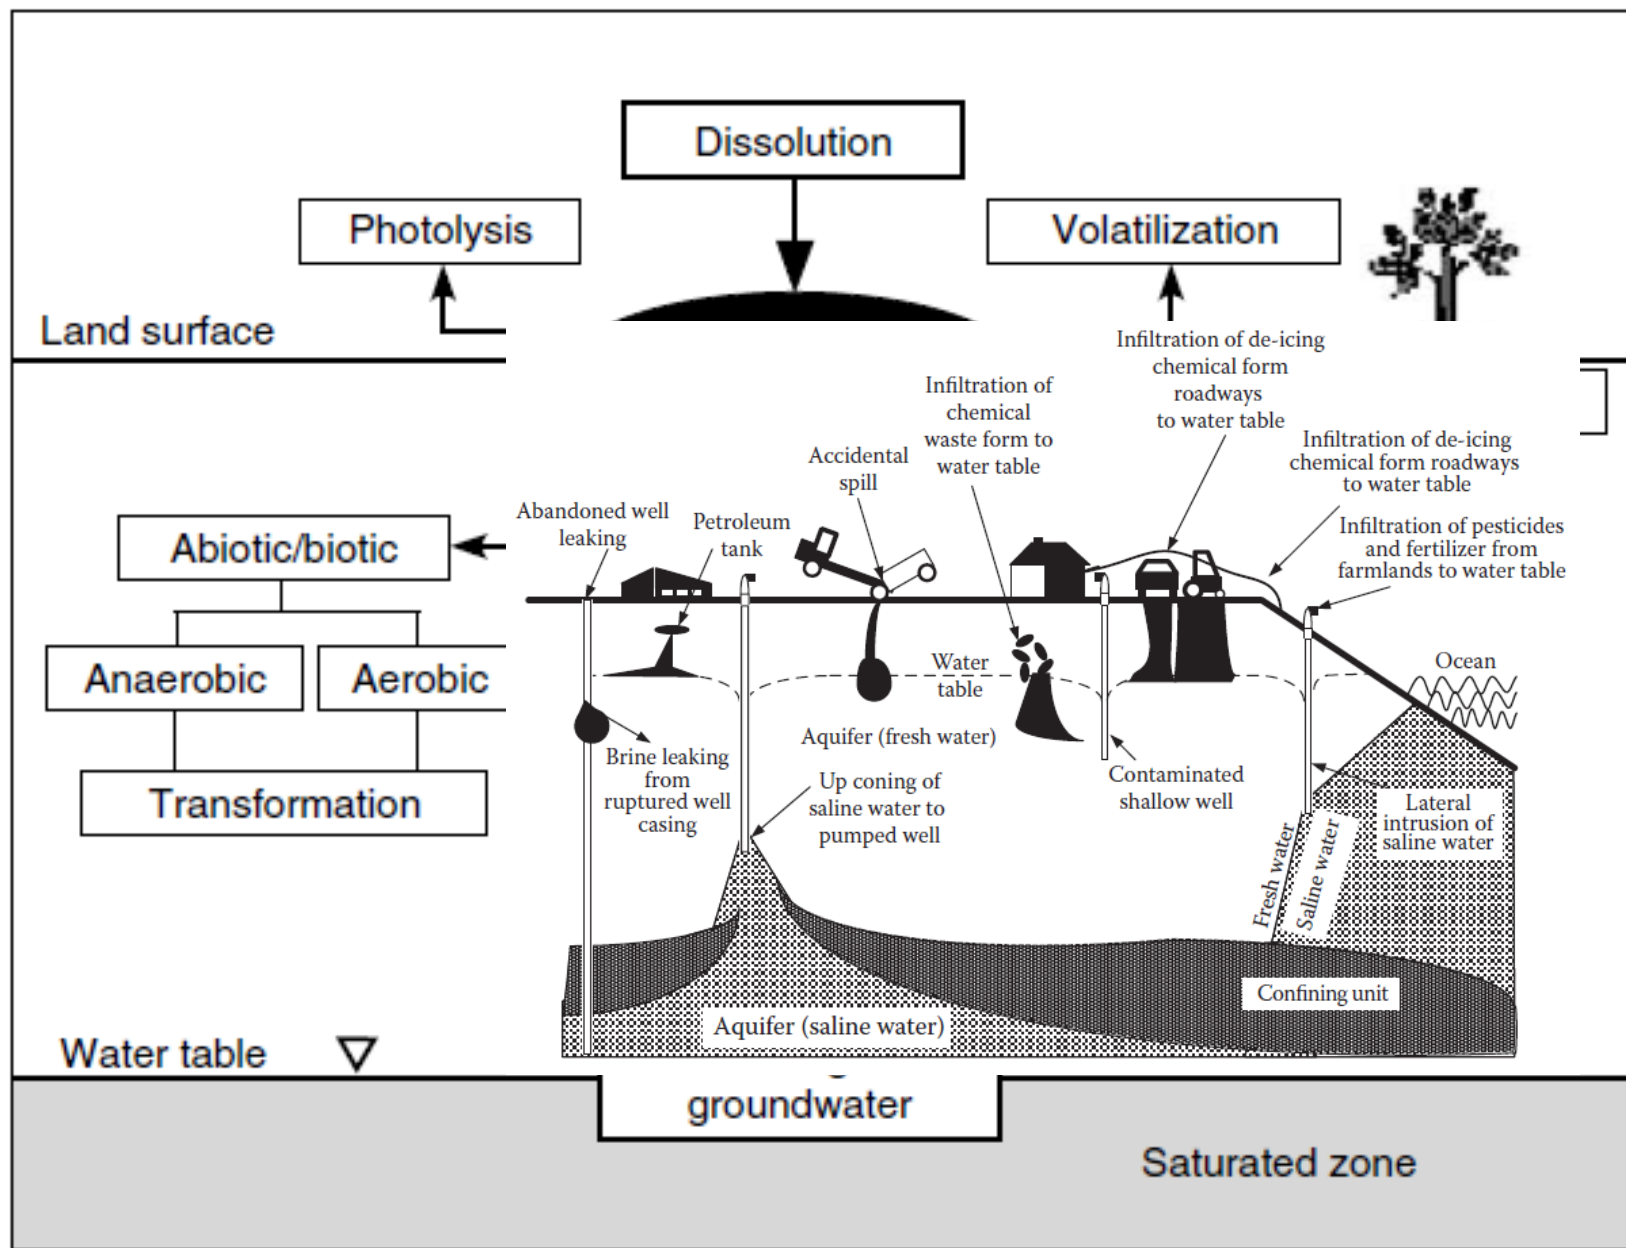 Dissolution
Photolysis
Volatilization
Land surface
Infiltration of de-icing
chemical form
roadways
to water table
Infiltration of
chemical
waste form to
water table
Infiltration of de-icing
chemical form roadways
to water table
Accidental
spill
Abandoned well
leaking
Petroleum
tank
Infiltration of pesticides
and fertilizer from
farmlands to water table
Abiotic/biotic
Anaerobic
Aerobic
Transformation
Water
table
Ocean
Aquifer (fresh water)
Brine leaking
from
ruptured well
casing
Up coning of
saline water to
pumped well
Contaminated
shallow well
Lateral
intrusion of
saline water
Fresh water
Saline water
Confining unit
Aquifer (saline water)
Water table
groundwater
Saturated zone